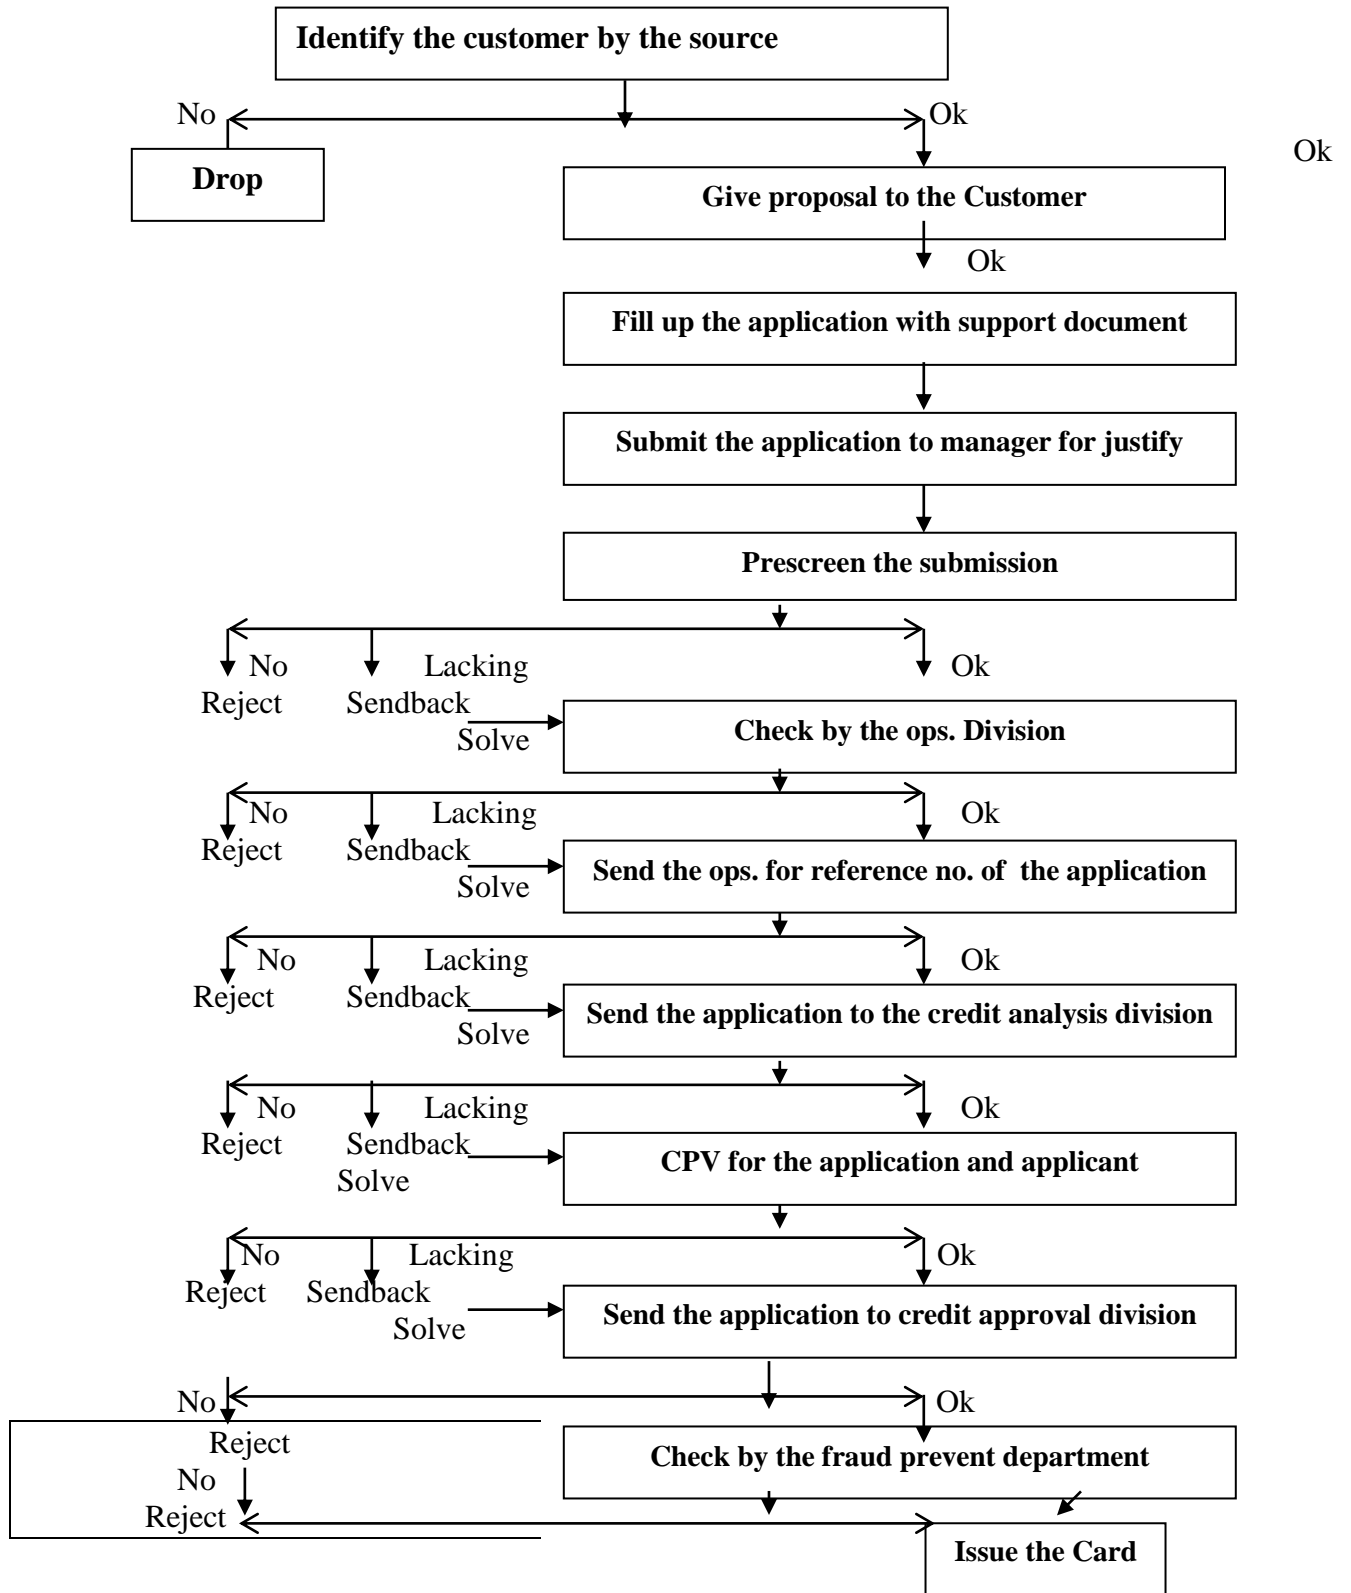 Identify the customer by the source
No
Ok
Ok
Drop
Give proposal to the Customer
Ok
Fill up the application with support document
Submit the application to manager for justify
Prescreen the submission
No
Lacking
Ok
Reject
Sendback
Solve
Check by the ops. Division
No
Lacking
Ok
Reject
Sendback
Solve
Send the ops. for reference no. of the application
No
Lacking
Ok
Reject
Sendback
Solve
Send the application to the credit analysis division
No
Lacking
Ok
Reject
Sendback
Solve
CPV for the application and applicant
No
Lacking
Ok
Reject
Sendback
Solve
Send the application to credit approval division
No
Ok
Reject
Check by the fraud prevent department
No
Reject
Issue the Card